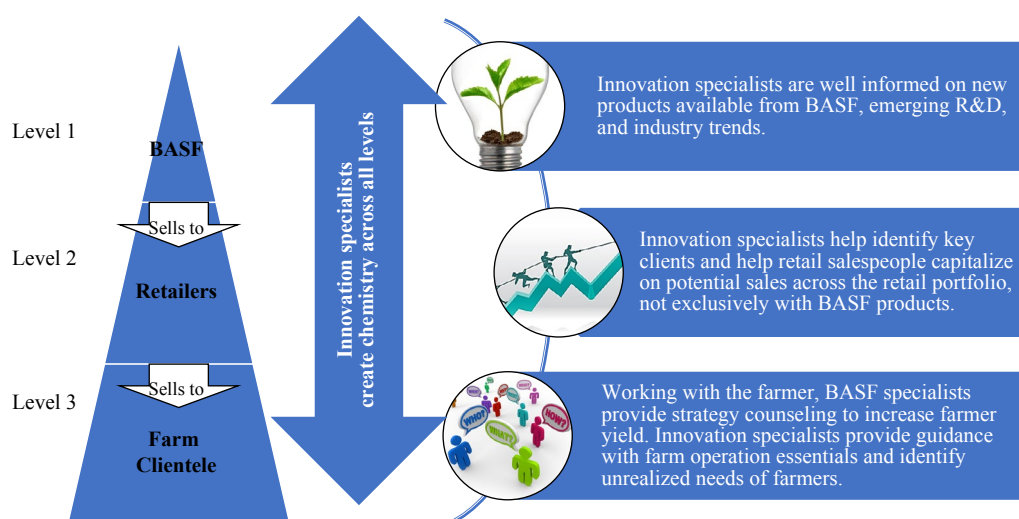 Level 1
BASF
Sells to
Level 2
Retailers
Level 3
Sells to
Farm
Clientele
Innovation specialists
create chemistry across all levels
Innovation specialists are well informed on new
products available from BASF, emerging R&D,
and industry trends.
Innovation specialists help identify key
clients and help retail salespeople capitalize
on potential sales across the retail portfolio,
not exclusively with BASF products.
WHO?
WHAT?
HOW?
Working with the farmer, BASF specialists
provide strategy counseling to increase farmer
yield. Innovation specialists provide guidance
with farm operation essentials and identify
unrealized needs of farmers.